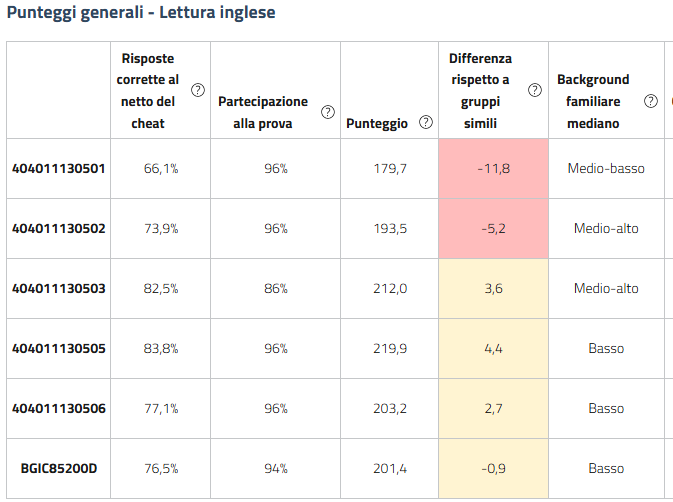 Punteggi generali - Lettura inglese
Risposte corrette al netto del cheat ? Partecipazione alla prova ? Punteggio ? Differenza rispetto a gruppi simili ? Background familiare mediano ?
404011130501 66,1% 96% 179,7 -11,8 Medio-basso
404011130502 73,9% 96% 193,5 -5,2 Medio-alto
404011130503 82,5% 86% 212,0 3,6 Medio-alto
404011130505 83,8% 96% 219,9 4,4 Basso
404011130506 77,1% 96% 203,2 2,7 Basso
BGIC85200D 76,5% 94% 201,4 -0,9 Basso